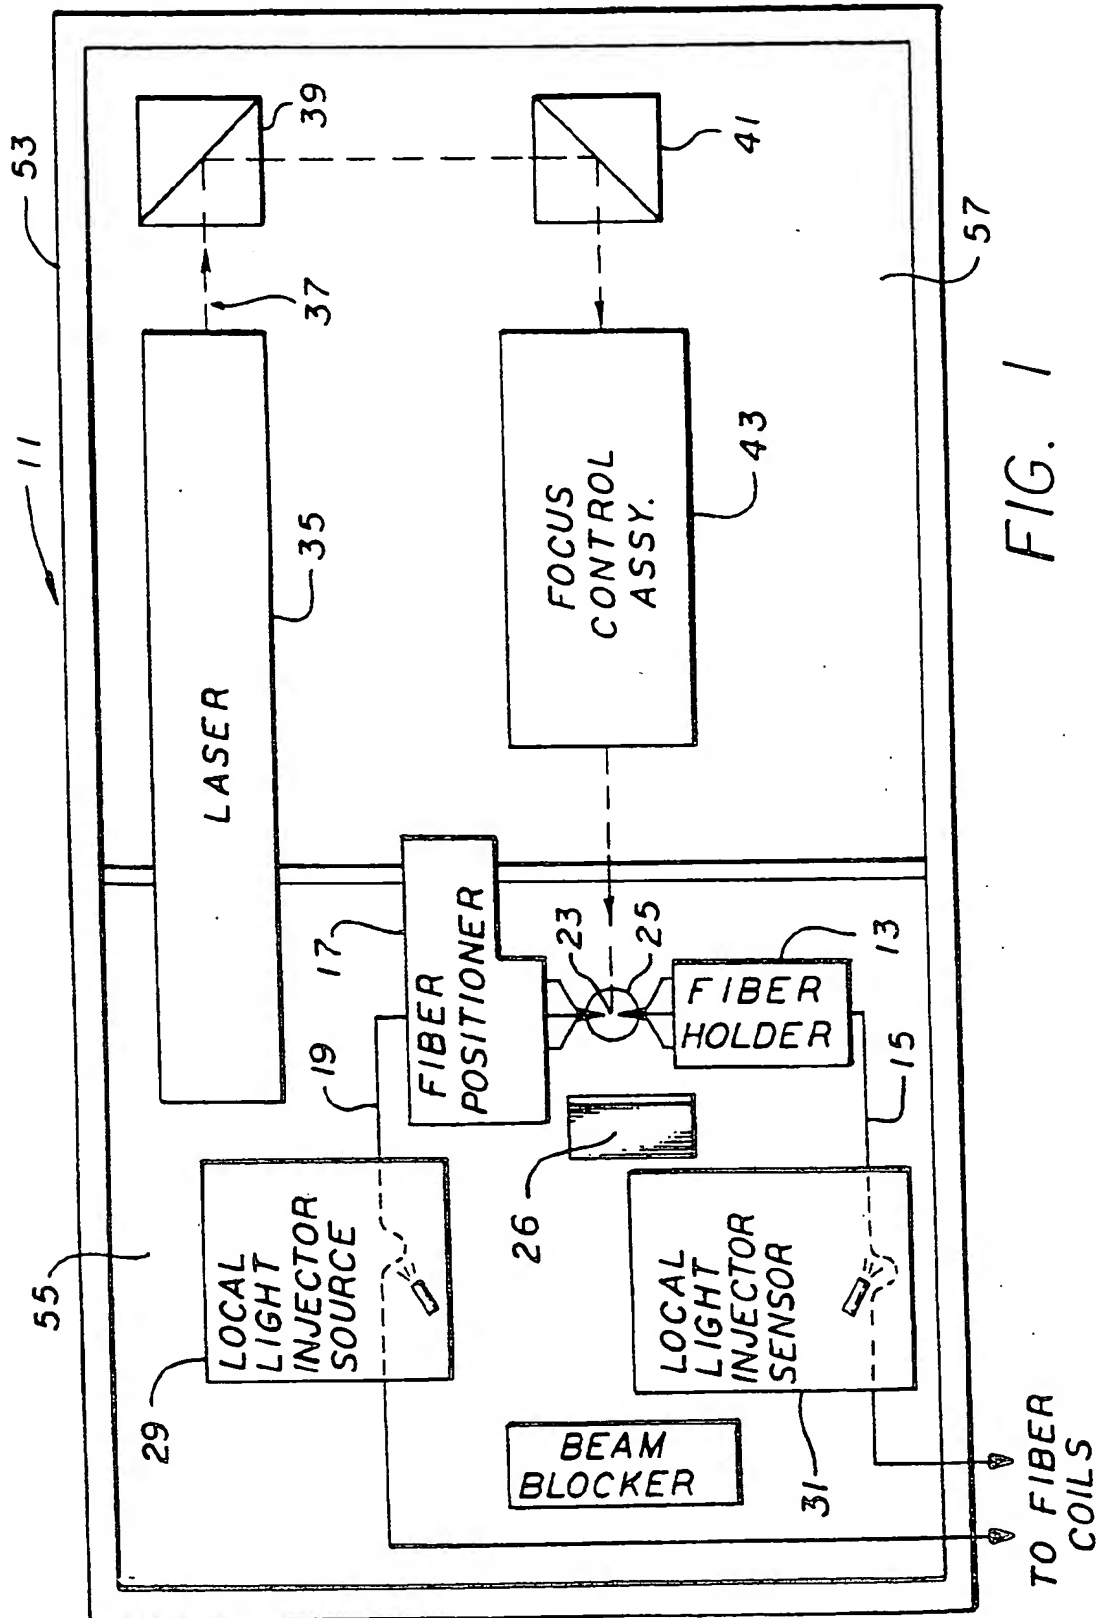 11
53
LASER
35
37
39
41
FOCUS
CONTROL
ASSY.
43
57
55
29
LOCAL
LIGHT
INJECTOR
SOURCE
19
17
FIBER
POSITIONER
23
25
26
FIBER
HOLDER
13
15
LOCAL
LIGHT
INJECTOR
SENSOR
31
BEAM
BLOCKER
TO FIBER
COILS
FIG. 1